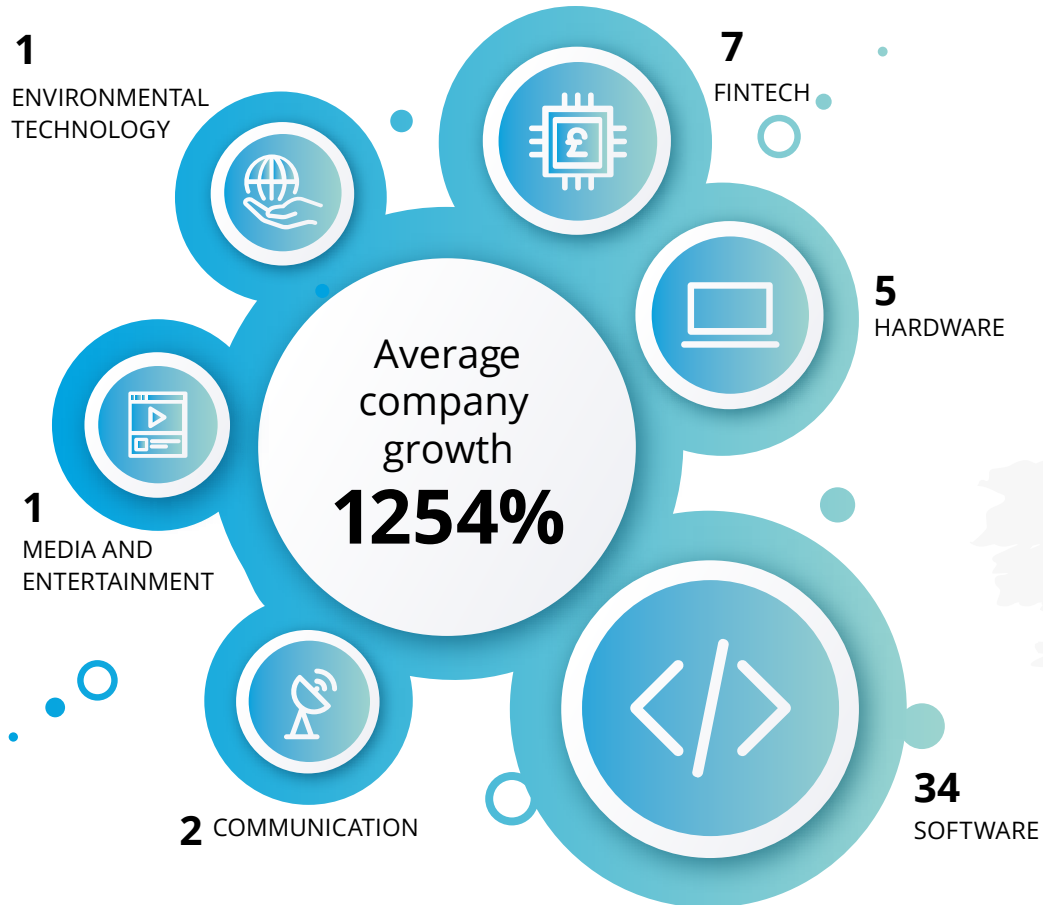 1
ENVIRONMENTAL
TECHNOLOGY
7
FINTECH
£
5
HARDWARE
Average
company
growth
1254%
1
MEDIA AND
ENTERTAINMENT
2 COMMUNICATION
34
SOFTWARE